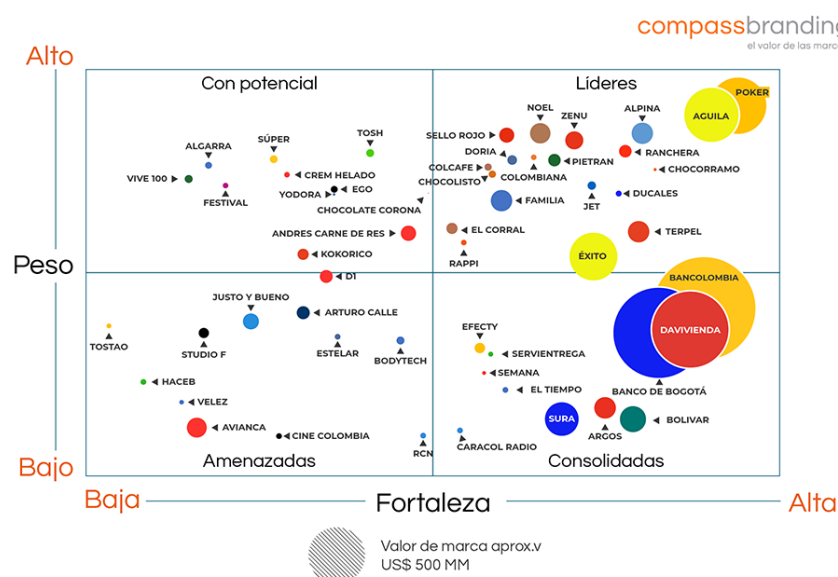 compassbranding
el valor de las marca
Alto
Con potencial
Líderes
POKER
AGUILA
NOEL
ZENU
ALPINA
SELLO ROJO
TOSH
SÚPER
ALGARRA
DORIA
PIETRAN
RANCHERA
COLCAFE
COLOMBIANA
CHOCORRAMO
CREM HELADO
VIVE 100
CHOCOLISTO
FESTIVAL
YODORA
EGO
JET
DUCALES
FAMILIA
CHOCOLATE CORONA
EL CORRAL
TERPEL
ANDRES CARNE DE RES
KOKORICO
RAPPI
ÉXITO
Peso
D1
BANCOLOMBIA
JUSTO Y BUENO
ARTURO CALLE
EFECTY
DAVIVIENDA
TOSTAO
STUDIO F
ESTELAR
BODYTECH
SERVIENTREGA
SEMANA
HACEB
EL TIEMPO
BANCO DE BOGOTÁ
VELEZ
SURA
BOLIVAR
AVIANCA
ARGOS
CINE COLOMBIA
RCN
CARACOL RADIO
Bajo
Amenazadas
Consolidadas
Baja
Fortaleza
Alta
Valor de marca aprox.v
US$ 500 MM